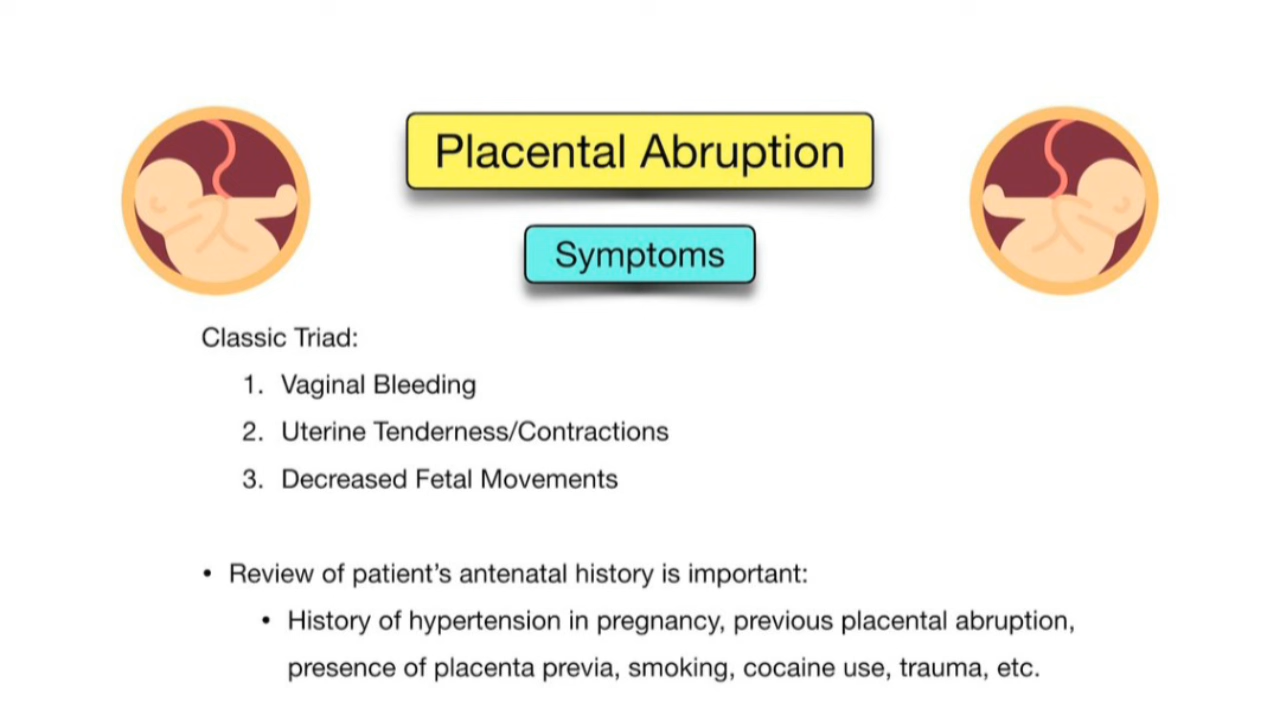 Placental Abruption
Symptoms
Classic Triad:
1. Vaginal Bleeding
2. Uterine Tenderness/Contractions
3. Decreased Fetal Movements
• Review of patient’s antenatal history is important:
• History of hypertension in pregnancy, previous placental abruption,
presence of placenta previa, smoking, cocaine use, trauma, etc.